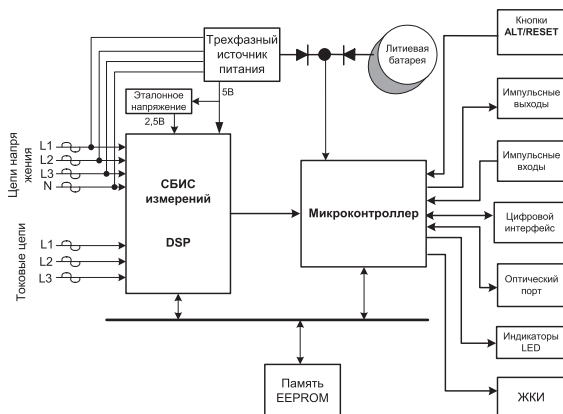 Кнопки
ALT/RESET
Трехфазный
источник
питания
Литиевая
батарея
Импульсные
выходы
Эталонное
напряжение
5В
2,5В
Цепи напря
жения
L1
L2
L3
N
СБИС
измерений
DSP
Микроконтроллер
Импульсные
входы
Цифровой
интерфейс
Токовые цепи
L1
L2
L3
Оптический
порт
Индикаторы
LED
Память
EEPROM
ЖКИ